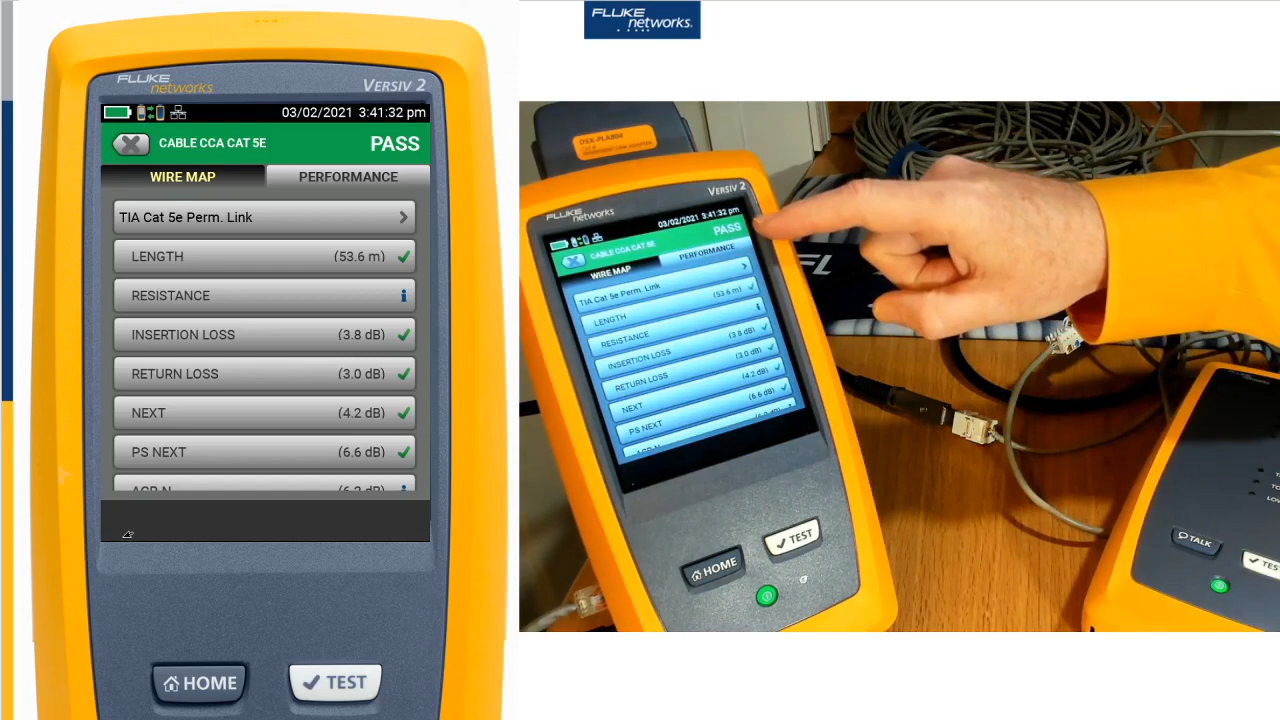 FLUKE
networks
VERSIV 2
03/02/2021 3:41:32 pm
CABLE CCA CAT 5E
PASS
WIRE MAP
PERFORMANCE
TIA Cat 5e Perm. Link
LENGTH (53.6 m)
RESISTANCE
INSERTION LOSS (3.8 dB)
RETURN LOSS (3.0 dB)
NEXT (4.2 dB)
PS NEXT (6.6 dB)
HOME
TEST
FLUKE
networks.
DSX-PLA804
VERSIV 2
FLUKE
networks
03/02/2021 3:41:32 pm
CABLE CCA CAT 5E
PASS
WIRE MAP
PERFORMANCE
TIA Cat 5e Perm. Link
LENGTH (53.6 m)
RESISTANCE
INSERTION LOSS (3.8 dB)
RETURN LOSS (3.0 dB)
NEXT (4.2 dB)
PS NEXT (6.6 dB)
HOME
TEST
FL
TALK
TES